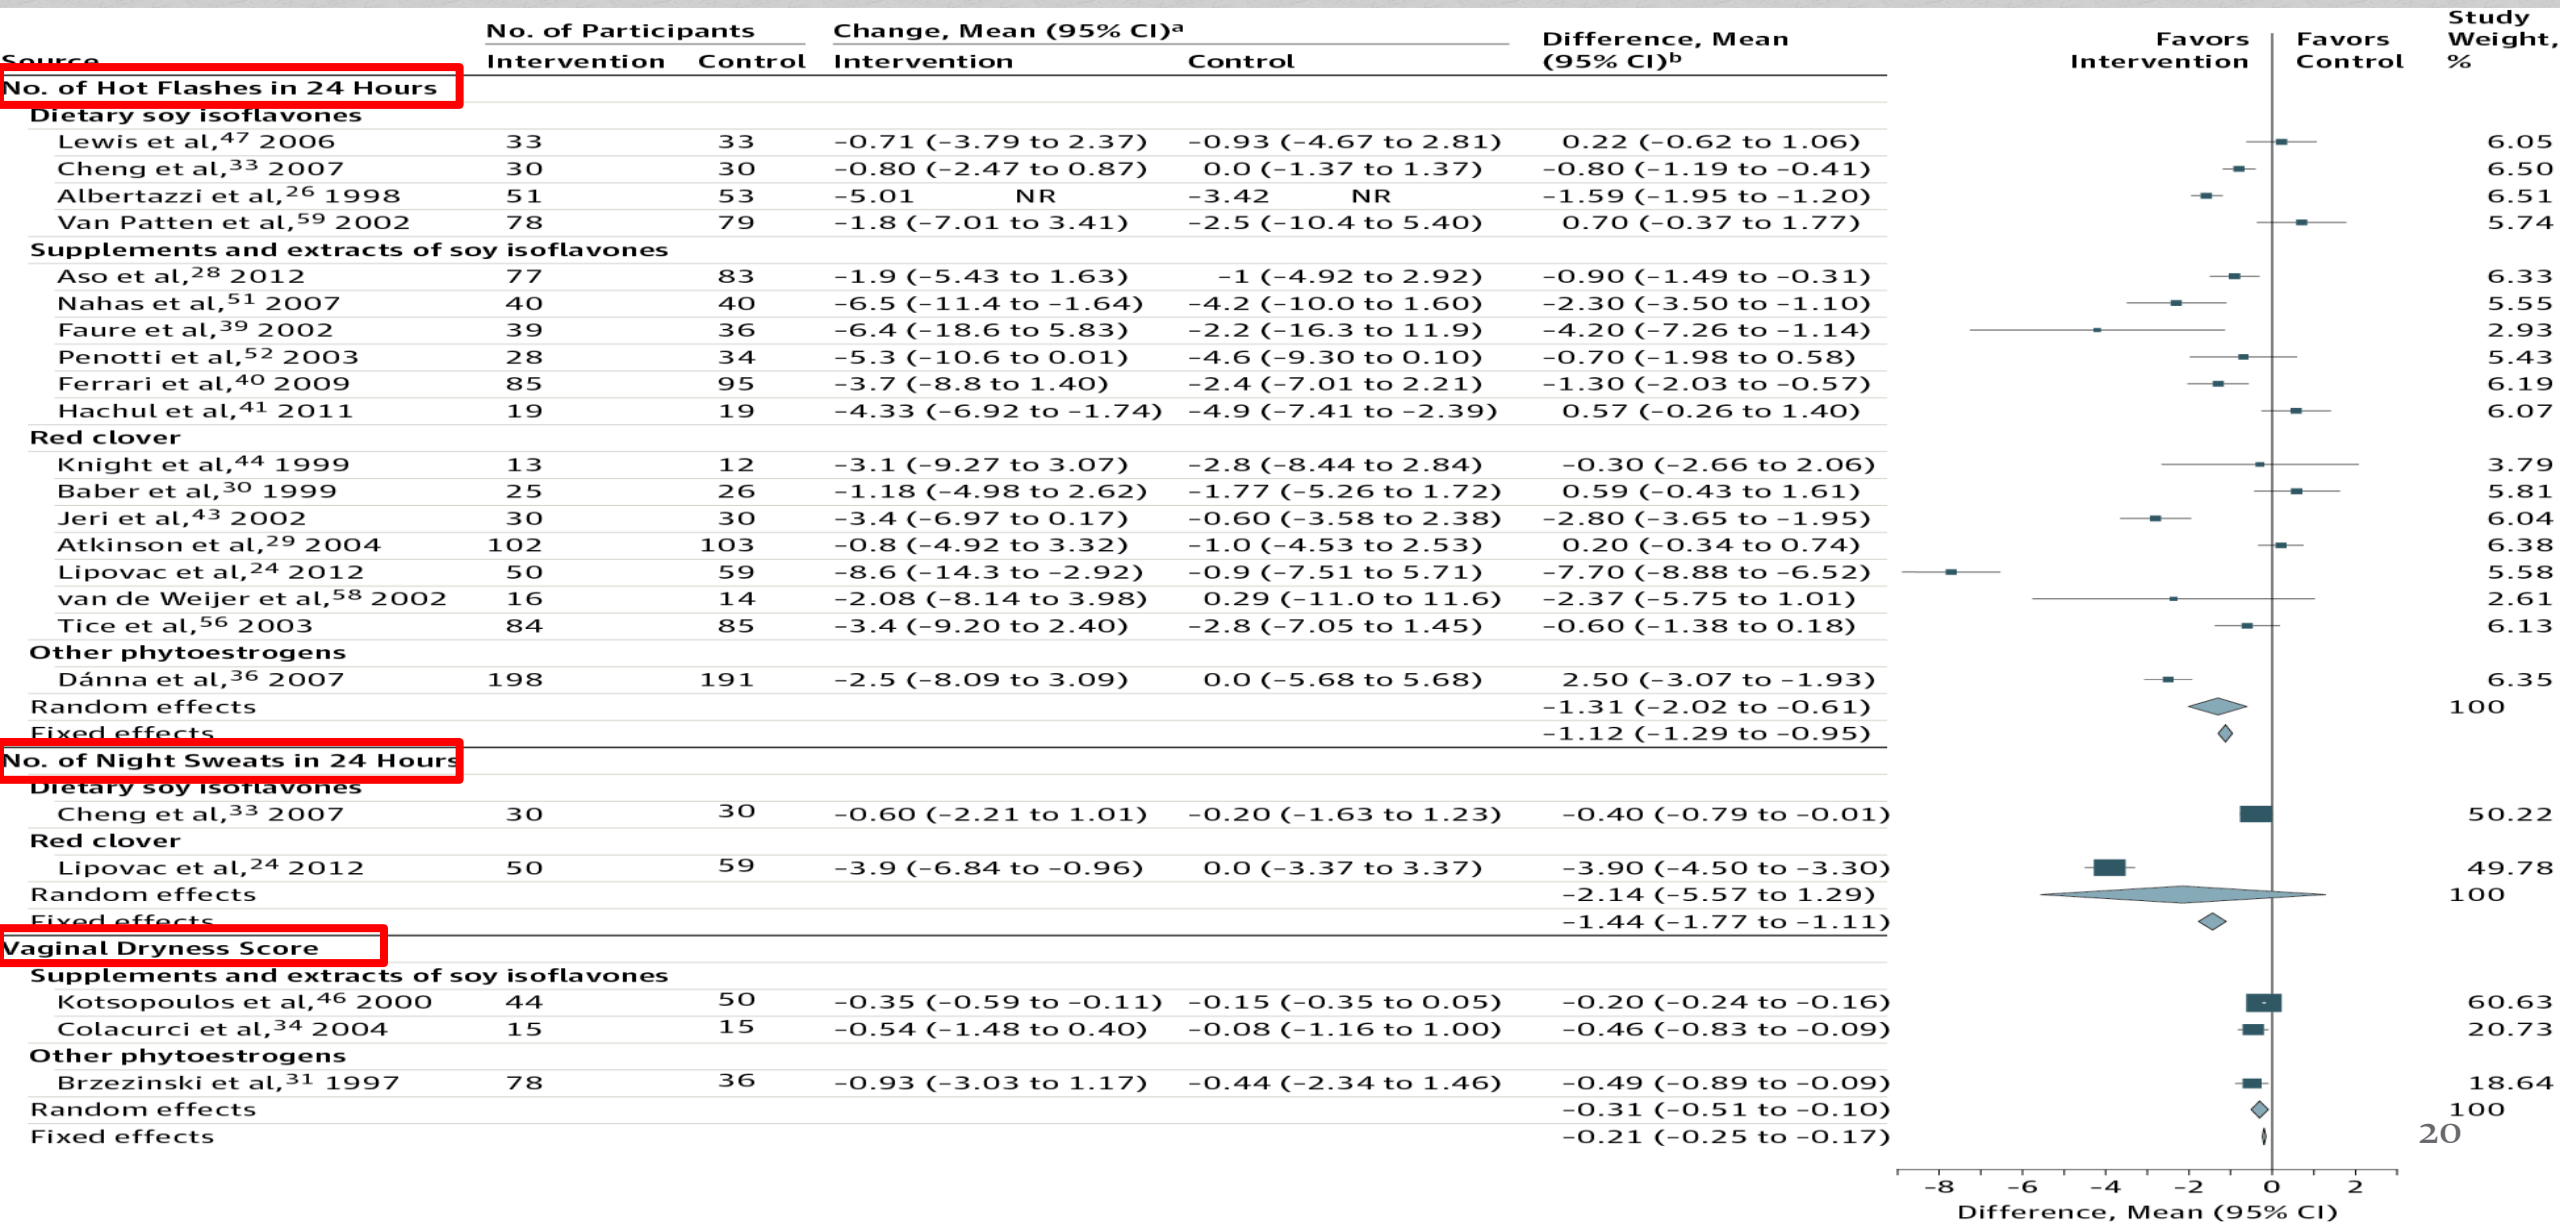 No. of Participants Change, Mean (95% CI)a Difference, Mean (95% CI)b Favors Intervention Favors Control Study Weight, %
Source Intervention Control Intervention Control
No. of Hot Flashes in 24 Hours
Dietary soy isoflavones
Lewis et al,47 2006 33 33 −0.71 (−3.79 to 2.37) −0.93 (−4.67 to 2.81) 0.22 (−0.62 to 1.06) 6.05
Cheng et al,33 2007 30 30 −0.80 (−2.47 to 0.87) 0.0 (−1.37 to 1.37) −0.80 (−1.19 to −0.41) 6.50
Albertazzi et al,26 1998 51 53 −5.01 NR −3.42 NR −1.59 (−1.95 to −1.20) 6.51
Van Patten et al,59 2002 78 79 −1.8 (−7.01 to 3.41) −2.5 (−10.4 to 5.40) 0.70 (−0.37 to 1.77) 5.74
Supplements and extracts of soy isoflavones
Aso et al,28 2012 77 83 −1.9 (−5.43 to 1.63) −1 (−4.92 to 2.92) −0.90 (−1.49 to −0.31) 6.33
Nahas et al,51 2007 40 40 −6.5 (−11.4 to −1.64) −4.2 (−10.0 to 1.60) −2.30 (−3.50 to −1.10) 5.55
Faure et al,39 2002 39 36 −6.4 (−18.6 to 5.83) −2.2 (−16.3 to 11.9) −4.20 (−7.26 to −1.14) 2.93
Penotti et al,52 2003 28 34 −5.3 (−10.6 to 0.01) −4.6 (−9.30 to 0.10) −0.70 (−1.98 to 0.58) 5.43
Ferrari et al,40 2009 85 95 −3.7 (−8.8 to 1.40) −2.4 (−7.01 to 2.21) −1.30 (−2.03 to −0.57) 6.19
Hachul et al,41 2011 19 19 −4.33 (−6.92 to −1.74) −4.9 (−7.41 to −2.39) 0.57 (−0.26 to 1.40) 6.07
Red clover
Knight et al,44 1999 13 12 −3.1 (−9.27 to 3.07) −2.8 (−8.44 to 2.84) −0.30 (−2.66 to 2.06) 3.79
Baber et al,30 1999 25 26 −1.18 (−4.98 to 2.62) −1.77 (−5.26 to 1.72) 0.59 (−0.43 to 1.61) 5.81
Jeri et al,43 2002 30 30 −3.4 (−6.97 to 0.17) −0.60 (−3.58 to 2.38) −2.80 (−3.65 to −1.95) 6.04
Atkinson et al,29 2004 102 103 −0.8 (−4.92 to 3.32) −1.0 (−4.53 to 2.53) 0.20 (−0.34 to 0.74) 6.38
Lipovac et al,24 2012 50 59 −8.6 (−14.3 to −2.92) −0.9 (−7.51 to 5.71) −7.70 (−8.88 to −6.52) 5.58
van de Weijer et al,58 2002 16 14 −2.08 (−8.14 to 3.98) 0.29 (−11.0 to 11.6) −2.37 (−5.75 to 1.01) 2.61
Tice et al,56 2003 84 85 −3.4 (−9.20 to 2.40) −2.8 (−7.05 to 1.45) −0.60 (−1.38 to 0.18) 6.13
Other phytoestrogens
Dánna et al,36 2007 198 191 −2.5 (−8.09 to 3.09) 0.0 (−5.68 to 5.68) 2.50 (−3.07 to −1.93) 6.35
Random effects −1.31 (−2.02 to −0.61) 100
Fixed effects −1.12 (−1.29 to −0.95)
No. of Night Sweats in 24 Hours
Dietary soy isoflavones
Cheng et al,33 2007 30 30 −0.60 (−2.21 to 1.01) −0.20 (−1.63 to 1.23) −0.40 (−0.79 to −0.01) 50.22
Red clover
Lipovac et al,24 2012 50 59 −3.9 (−6.84 to −0.96) 0.0 (−3.37 to 3.37) −3.90 (−4.50 to −3.30) 49.78
Random effects −2.14 (−5.57 to 1.29) 100
Fixed effects −1.44 (−1.77 to −1.11)
Vaginal Dryness Score
Supplements and extracts of soy isoflavones
Kotsopoulos et al,46 2000 44 50 −0.35 (−0.59 to −0.11) −0.15 (−0.35 to 0.05) −0.20 (−0.24 to −0.16) 60.63
Colacurci et al,34 2004 15 15 −0.54 (−1.48 to 0.40) −0.08 (−1.16 to 1.00) −0.46 (−0.83 to −0.09) 20.73
Other phytoestrogens
Brzezinski et al,31 1997 78 36 −0.93 (−3.03 to 1.17) −0.44 (−2.34 to 1.46) −0.49 (−0.89 to −0.09) 18.64
Random effects −0.31 (−0.51 to −0.10) 100
Fixed effects −0.21 (−0.25 to −0.17)
20
−8 −6 −4 −2 0 2
Difference, Mean (95% CI)